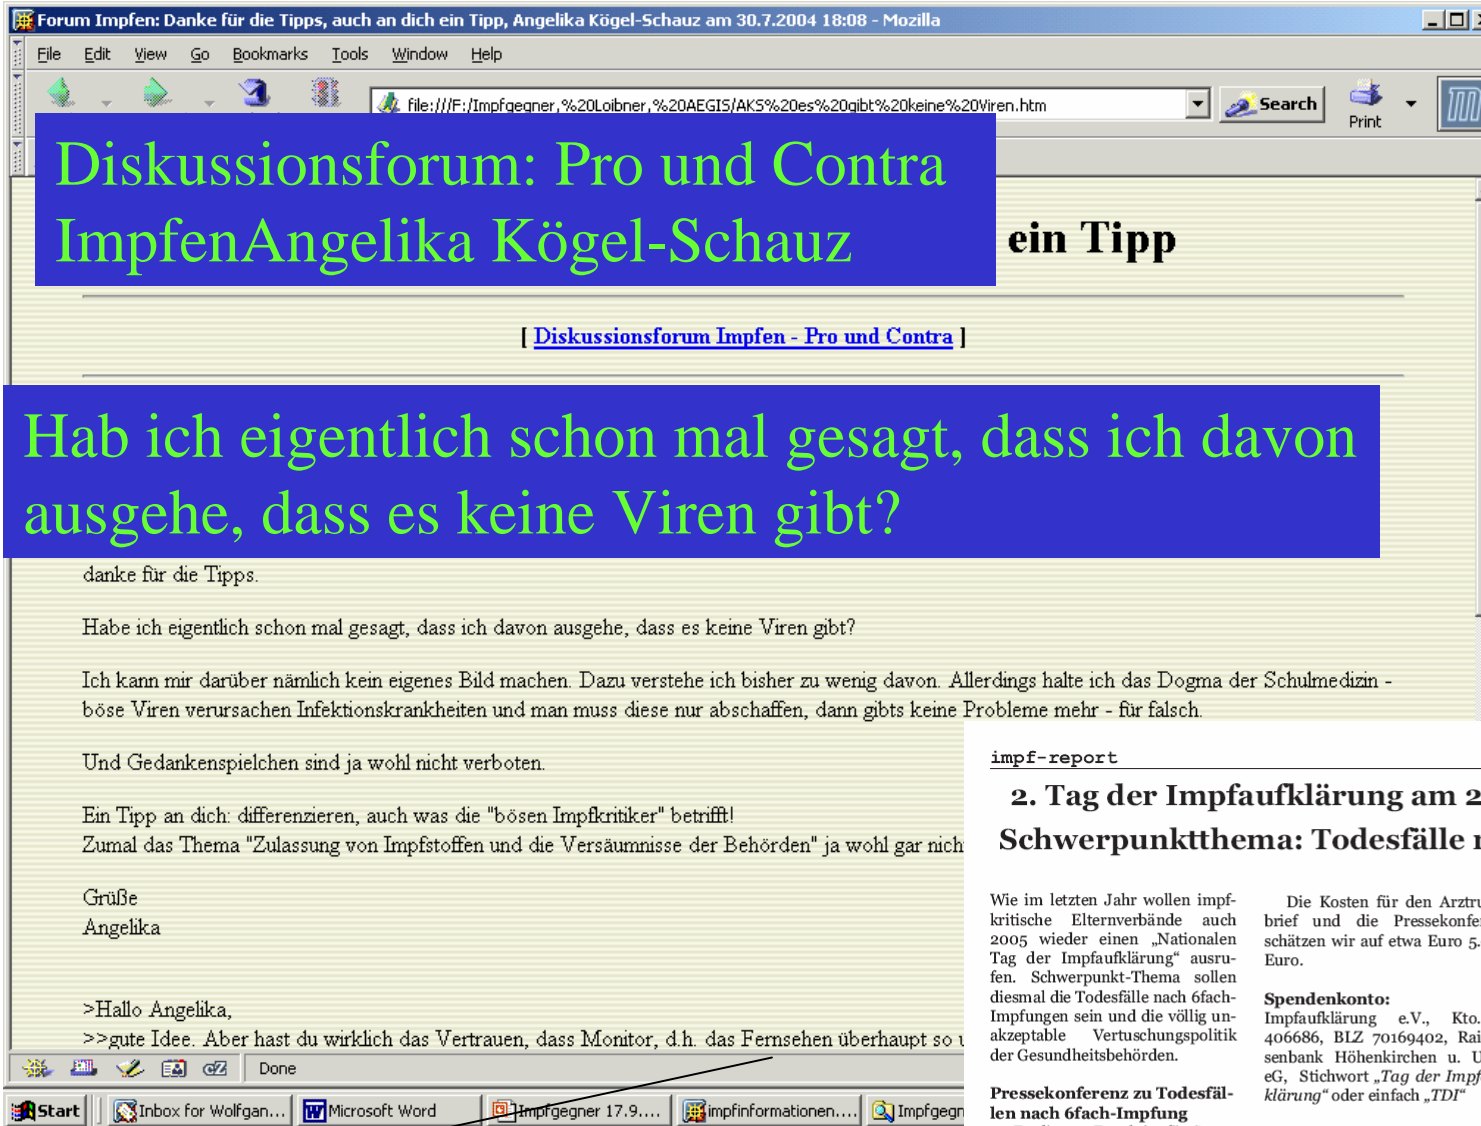 Forum Impfen: Danke für die Tipps, auch an dich ein Tipp, Angelika Kögel-Schauz am 30.7.2004 18:08 - Mozilla
File Edit View Go Bookmarks Tools Window Help
file:///F:/Impfgegner,%20Loibner,%20AEGIS/AKS%20es%20gibt%20keine%20Viren.htm
Search
Print
Diskussionsforum: Pro und Contra
ImpfenAngelika Kögel-Schauz
ein Tipp
[ Diskussionsforum Impfen - Pro und Contra ]
Hab ich eigentlich schon mal gesagt, dass ich davon
ausgehe, dass es keine Viren gibt?
danke für die Tipps.
Habe ich eigentlich schon mal gesagt, dass ich davon ausgehe, dass es keine Viren gibt?
Ich kann mir darüber nämlich kein eigenes Bild machen. Dazu verstehe ich bisher zu wenig davon. Allerdings halte ich das Dogma der Schulmedizin -
böse Viren verursachen Infektionskrankheiten und man muss diese nur abschaffen, dann gibts keine Probleme mehr - für falsch.
Und Gedankenspielchen sind ja wohl nicht verboten.
Ein Tipp an dich: differenzieren, auch was die "bösen Impfkritiker" betrifft!
Zumal das Thema "Zulassung von Impfstoffen und die Versäumnisse der Behörden" ja wohl gar nich
Grüße
Angelika
>Hallo Angelika,
>>gute Idee. Aber hast du wirklich das Vertrauen, dass Monitor, d.h. das Fernsehen überhaupt so
impf-report
2. Tag der Impfaufklärung am 2
Schwerpunktthema: Todesfälle
Wie im letzten Jahr wollen impf-
kritische Elternverbände auch
2005 wieder einen „Nationalen
Tag der Impfaufklärung“ ausru-
fen. Schwerpunkt-Thema sollen
diesmal die Todesfälle nach 6fach-
Impfungen sein und die völlig un-
akzeptable Vertuschungspolitik
der Gesundheitsbehörden.
Pressekonferenz zu Todesfäl-
len nach 6fach-Impfung
Die Kosten für den Arztru
brief und die Pressekonfe
schätzen wir auf etwa Euro 5.
Euro.
Spendenkonto:
Impfaufklärung e.V., Kto.
406686, BLZ 70169402, Rai
senbank Höhenkirchen u. U
eG, Stichwort „Tag der Impf
klärung“ oder einfach „TDI“
Done
Start
Inbox for Wolfgan...
Microsoft Word
Impfgegner 17.9....
impfinformationen....
Impfgegn